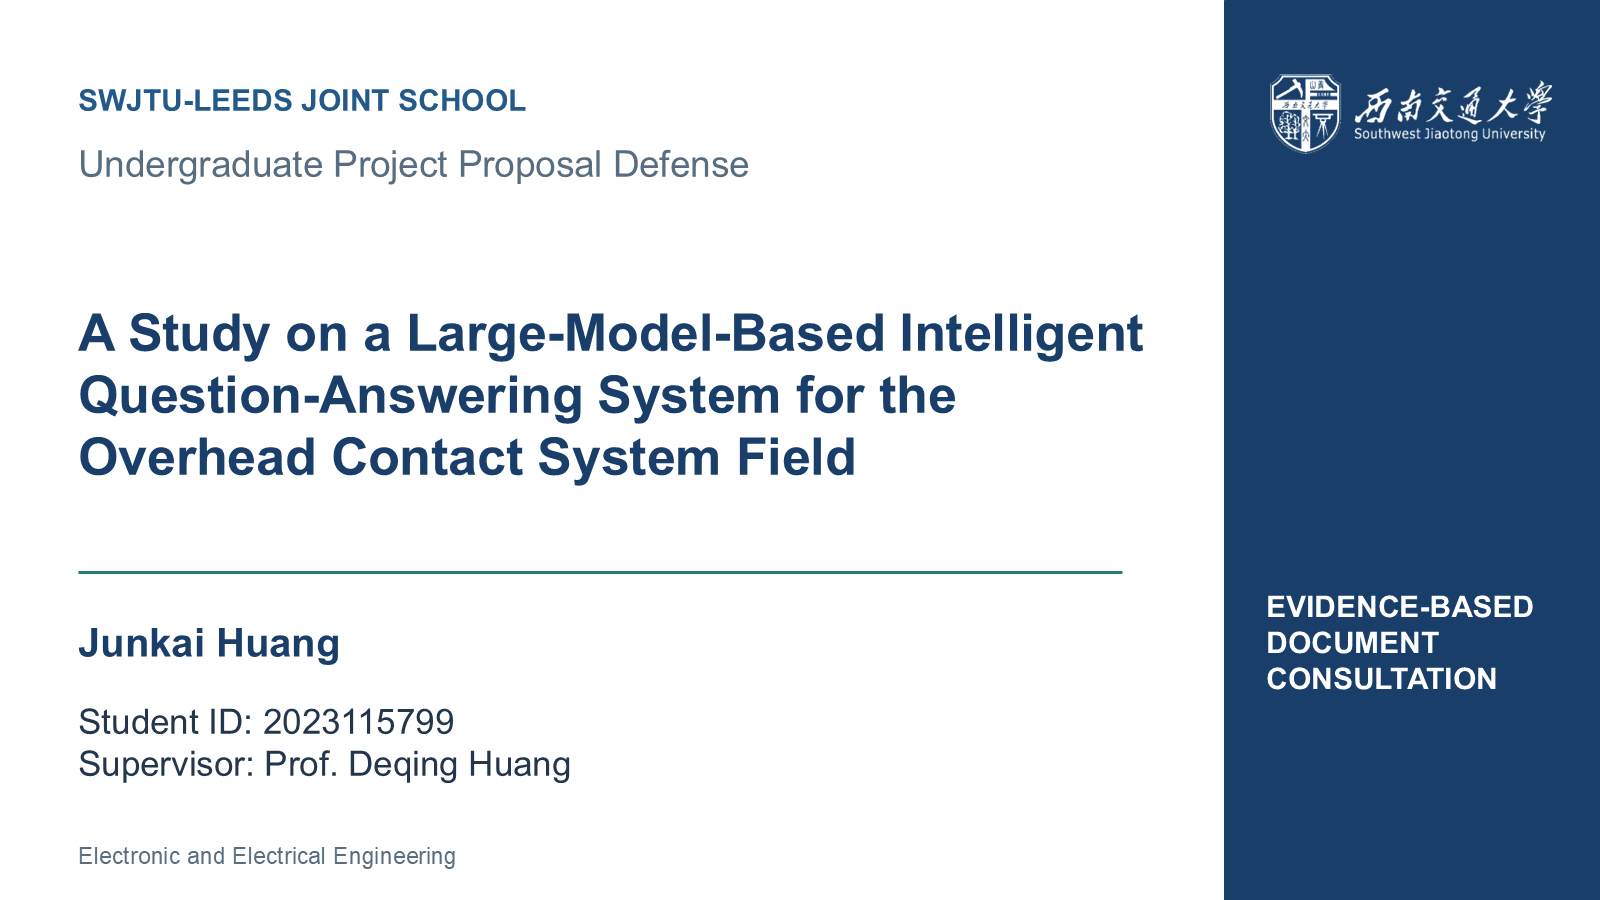 SWJTU-LEEDS JOINT SCHOOL
Undergraduate Project Proposal Defense
西南交通大学
Southwest Jiaotong University
A Study on a Large-Model-Based Intelligent
Question-Answering System for the
Overhead Contact System Field
EVIDENCE-BASED
DOCUMENT
CONSULTATION
Junkai Huang
Student ID: 2023115799
Supervisor: Prof. Deqing Huang
Electronic and Electrical Engineering